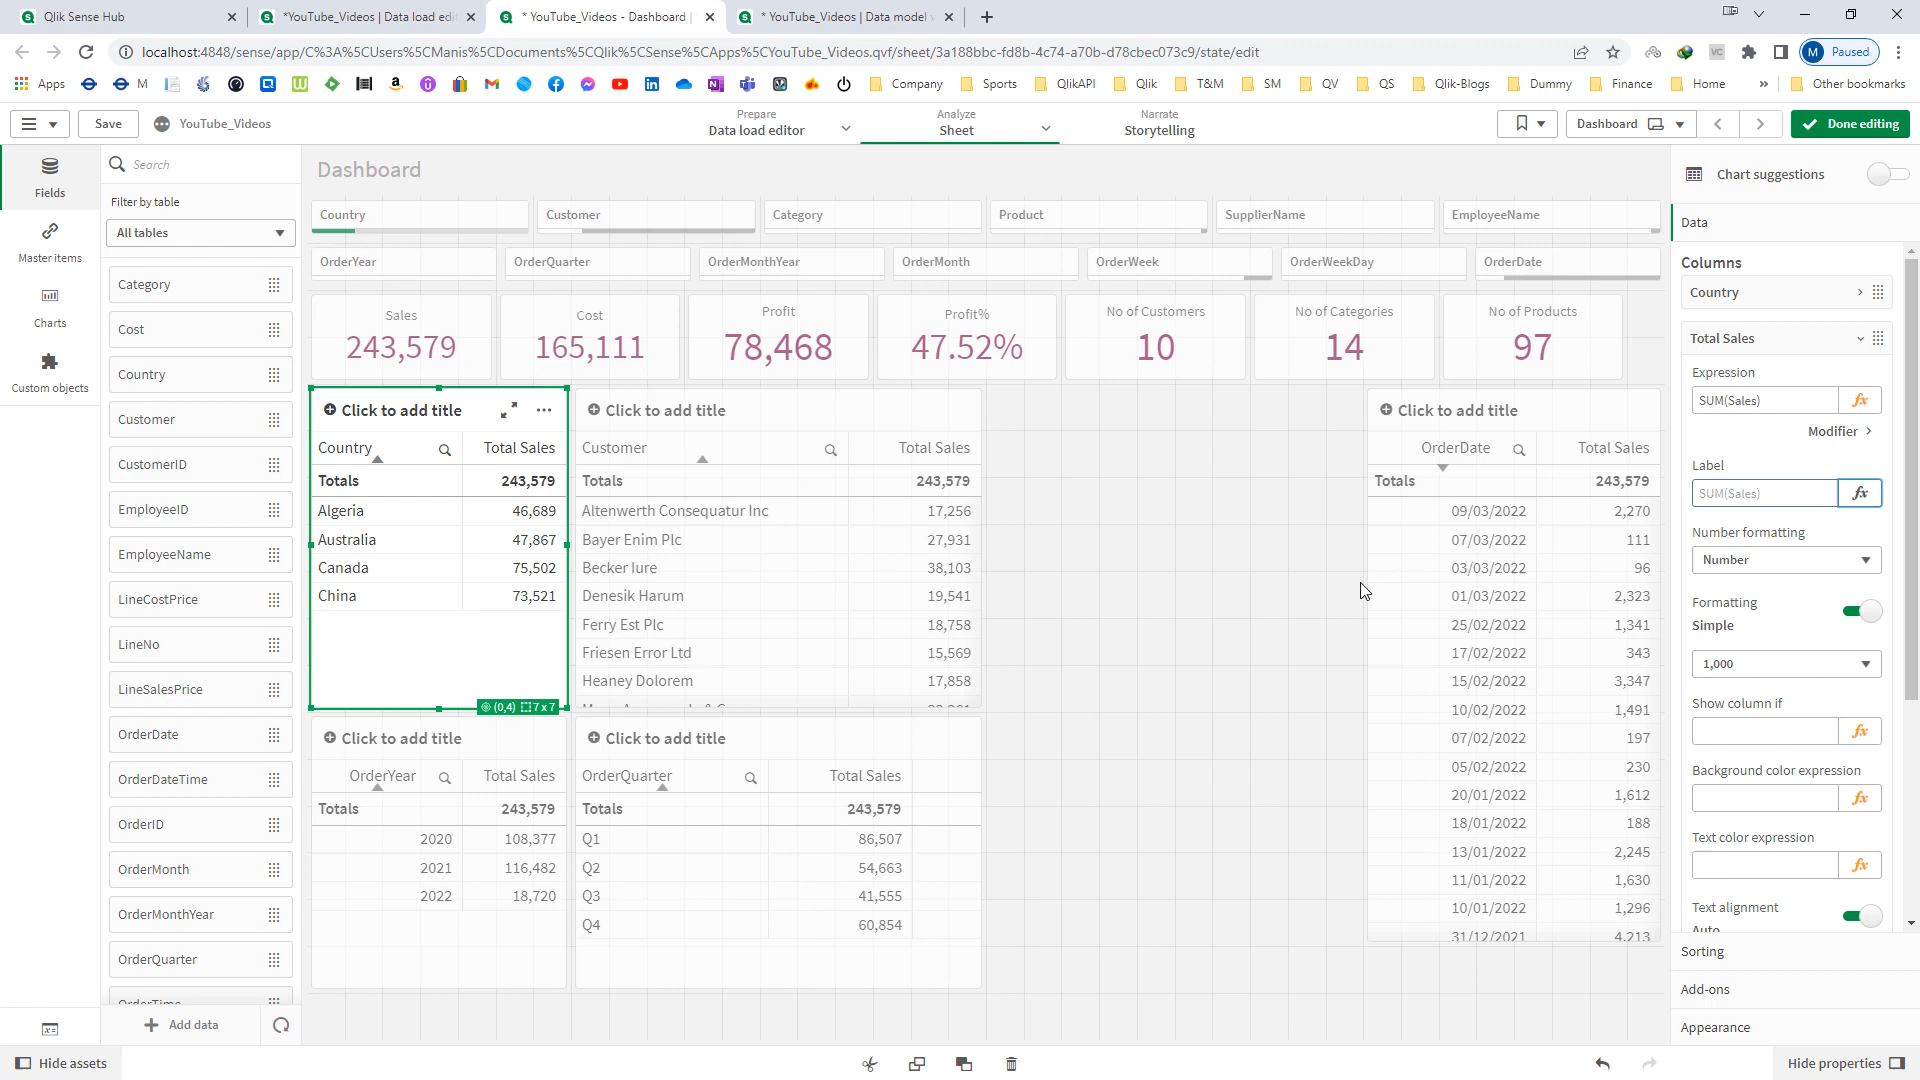 Qlik Sense Hub
*YouTube_Videos | Data load edi
* YouTube_Videos - Dashboard |
* YouTube_Videos | Data model v
localhost:4848/sense/app/C%3A%5CUsers%5CManis%5CDocuments%5CQlik%5CSense%5CApps%5CYouTube_Videos.qvf/sheet/3a188bbc-fd8b-4c74-a70b-d78cbec073c9/state/edit
M Paused
Apps M Company Sports QlikAPI Qlik T&M SM QV QS Qlik-Blogs Dummy Finance Home » Other bookmarks
Save YouTube_Videos
Prepare
Data load editor
Analyze
Sheet
Narrate
Storytelling
Dashboard
Done editing
Fields
Master items
Charts
Custom objects
Search
Filter by table
All tables
Category
Cost
Country
Customer
CustomerID
EmployeeID
EmployeeName
LineCostPrice
LineNo
LineSalesPrice
OrderDate
OrderDateTime
OrderID
OrderMonth
OrderMonthYear
OrderQuarter
OrderTime
Add data
Dashboard
Country Customer Category Product SupplierName EmployeeName
OrderYear OrderQuarter OrderMonthYear OrderMonth OrderWeek OrderWeekDay OrderDate
Sales
243,579
Cost
165,111
Profit
78,468
Profit%
47.52%
No of Customers
10
No of Categories
14
No of Products
97
Click to add title
Country Total Sales
Totals 243,579
Algeria 46,689
Australia 47,867
Canada 75,502
China 73,521
(0,4) 7 x 7
Click to add title
Customer Total Sales
Totals 243,579
Altenwerth Consequatur Inc 17,256
Bayer Enim Plc 27,931
Becker Iure 38,103
Denesik Harum 19,541
Ferry Est Plc 18,758
Friesen Error Ltd 15,569
Heaney Dolorem 17,858
Click to add title
OrderDate Total Sales
Totals 243,579
09/03/2022 2,270
07/03/2022 111
03/03/2022 96
01/03/2022 2,323
25/02/2022 1,341
17/02/2022 343
15/02/2022 3,347
10/02/2022 1,491
07/02/2022 197
05/02/2022 230
20/01/2022 1,612
18/01/2022 188
13/01/2022 2,245
11/01/2022 1,630
10/01/2022 1,296
31/12/2021 4,213
Click to add title
OrderYear Total Sales
Totals 243,579
2020 108,377
2021 116,482
2022 18,720
Click to add title
OrderQuarter Total Sales
Totals 243,579
Q1 86,507
Q2 54,663
Q3 41,555
Q4 60,854
Chart suggestions
Data
Columns
Country
Total Sales
Expression
SUM(Sales)
Modifier
Label
SUM(Sales)
Number formatting
Number
Formatting
Simple
1,000
Show column if
Background color expression
Text color expression
Text alignment
Auto
Sorting
Add-ons
Appearance
Hide assets
Hide properties